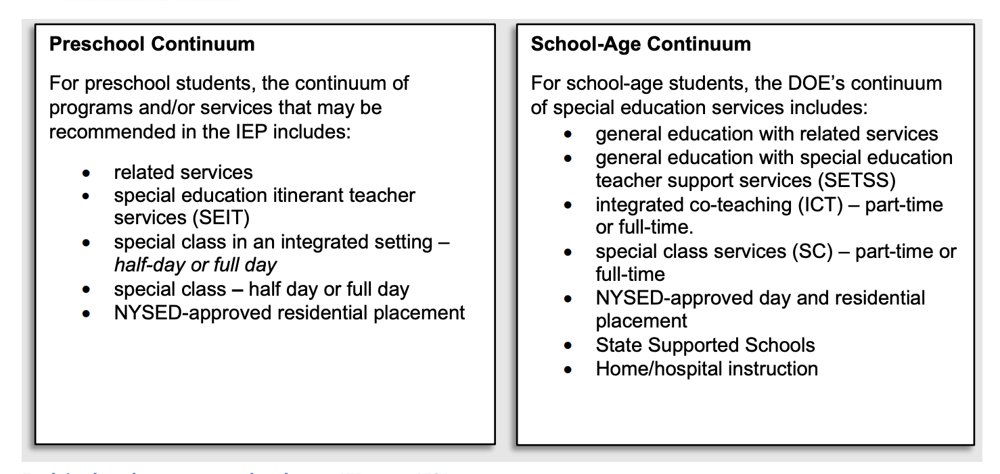 Preschool Continuum
For preschool students, the continuum of
programs and/or services that may be
recommended in the IEP includes:
• related services
• special education itinerant teacher
services (SEIT)
• special class in an integrated setting –
half-day or full day
• special class – half day or full day
• NYSED-approved residential placement
School-Age Continuum
For school-age students, the DOE’s continuum
of special education services includes:
• general education with related services
• general education with special education
teacher support services (SETSS)
• integrated co-teaching (ICT) – part-time
or full-time.
• special class services (SC) – part-time or
full-time
• NYSED-approved day and residential
placement
• State Supported Schools
• Home/hospital instruction